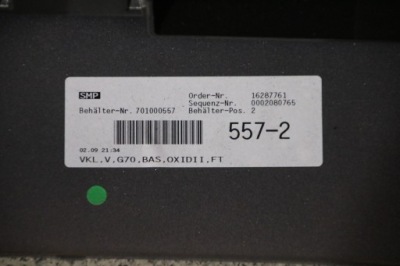 SMP
Order-Nr. 16287761
Sequenz-Nr. 0002080765
Behälter-Nr. 701000557 Behälter-Pos. 2
557-2
02.09 21:34
VKL.V,G70,BAS,OXIDII,FT